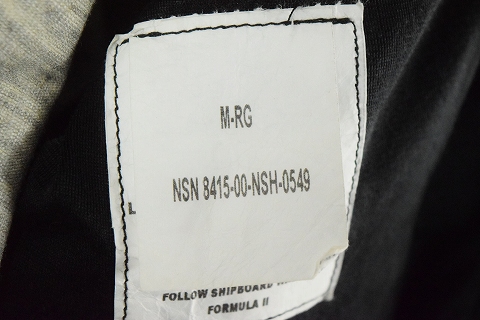 M-RG
NSN 8415-00-NSH-0549
L
FOLLOW SHIPBOARD
FORMULA II